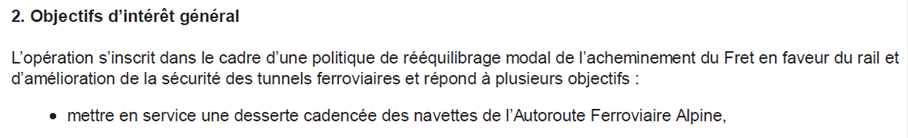 2. Objectifs d’intérêt général
L’opération s’inscrit dans le cadre d’une politique de rééquilibrage modal de l’acheminement du Fret en faveur du rail et
d’amélioration de la sécurité des tunnels ferroviaires et répond à plusieurs objectifs :
• mettre en service une desserte cadencée des navettes de l’Autoroute Ferroviaire Alpine,